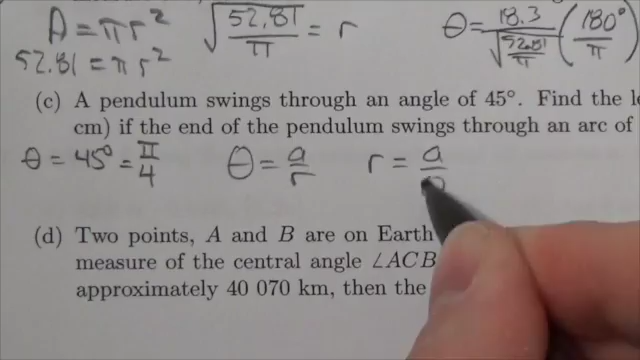 A = πr² √(52.81/π) = r θ = 18.3/√(52.81/π) (180°/π)
52.81 = πr²
(c) A pendulum swings through an angle of 45°. Find the
cm) if the end of the pendulum swings through an arc of
θ = 45° = π/4 θ = a/r r = a/
(d) Two points, A and B are on Earth
measure of the central angle ∠ACB
approximately 40 070 km, then the